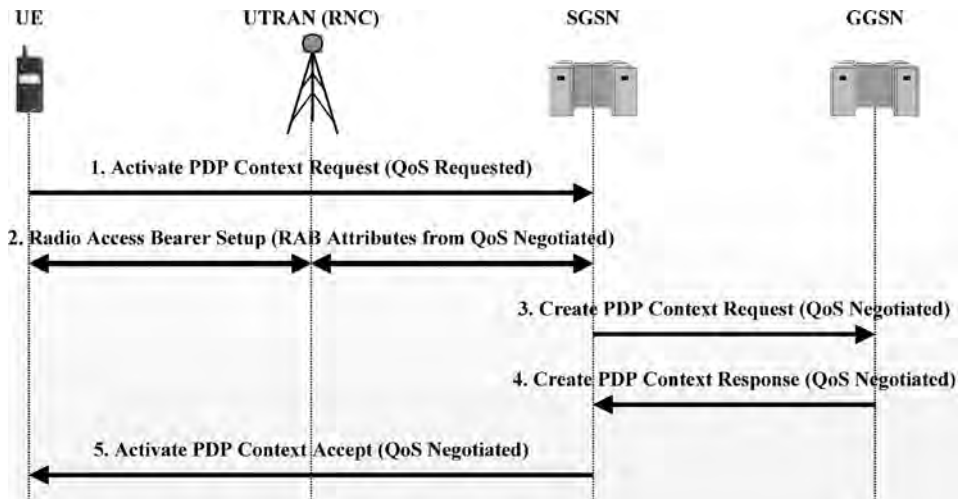 UE
UTRAN (RNC)
SGSN
GGSN
1. Activate PDP Context Request (QoS Requested)
2. Radio Access Bearer Setup (RAB Attributes from QoS Negotiated)
3. Create PDP Context Request (QoS Negotiated)
4. Create PDP Context Response (QoS Negotiated)
5. Activate PDP Context Accept (QoS Negotiated)